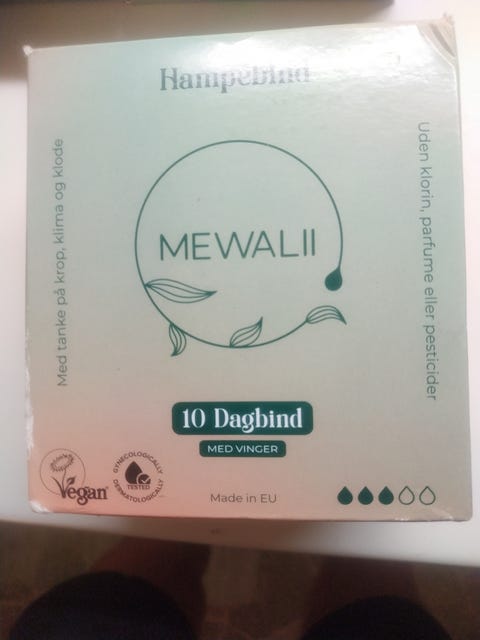 Hampebind
Med tanke på krop, klima og klode
Uden klorin, parfume eller pesticider
MEWALII
10 Dagbind
MED VINGER
Vegan
GYNECOLOGICALLY
TESTED
DERMATOLOGICALLY
Made in EU